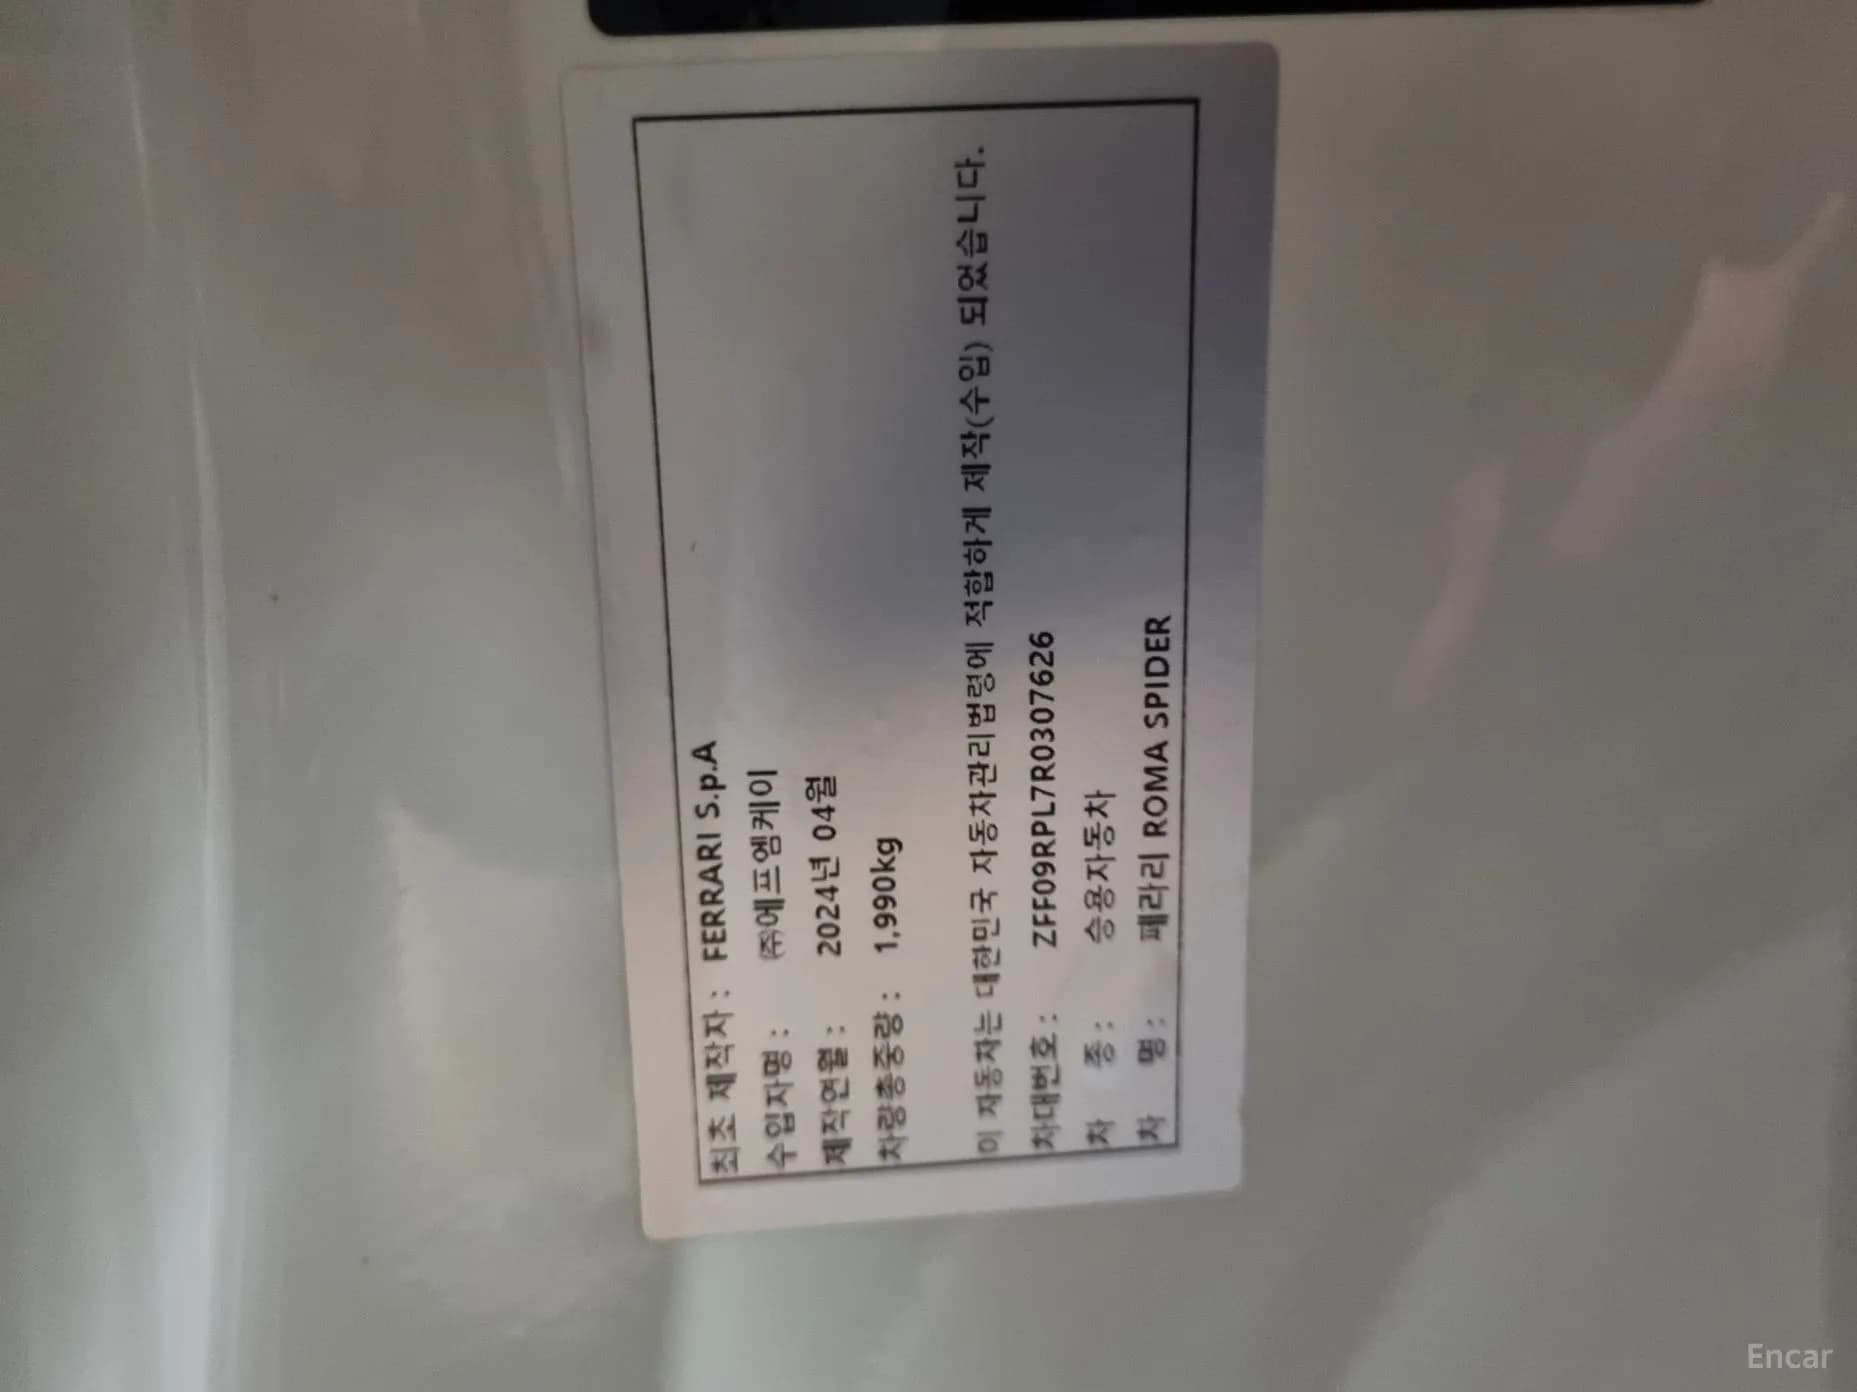 최초 제작자 : FERRARI S.p.A
수입자명 : ㈜에프엠케이
제작연월 : 2024년 04월
차량총중량 : 1,990kg
이 자동차는 대한민국 자동차관리법령에 적합하게 제작(수입) 되었습니다.
차대번호 : ZFF09RPL7R0307626
차 종 : 승용자동차
차 명 : 페라리 ROMA SPIDER
Encar